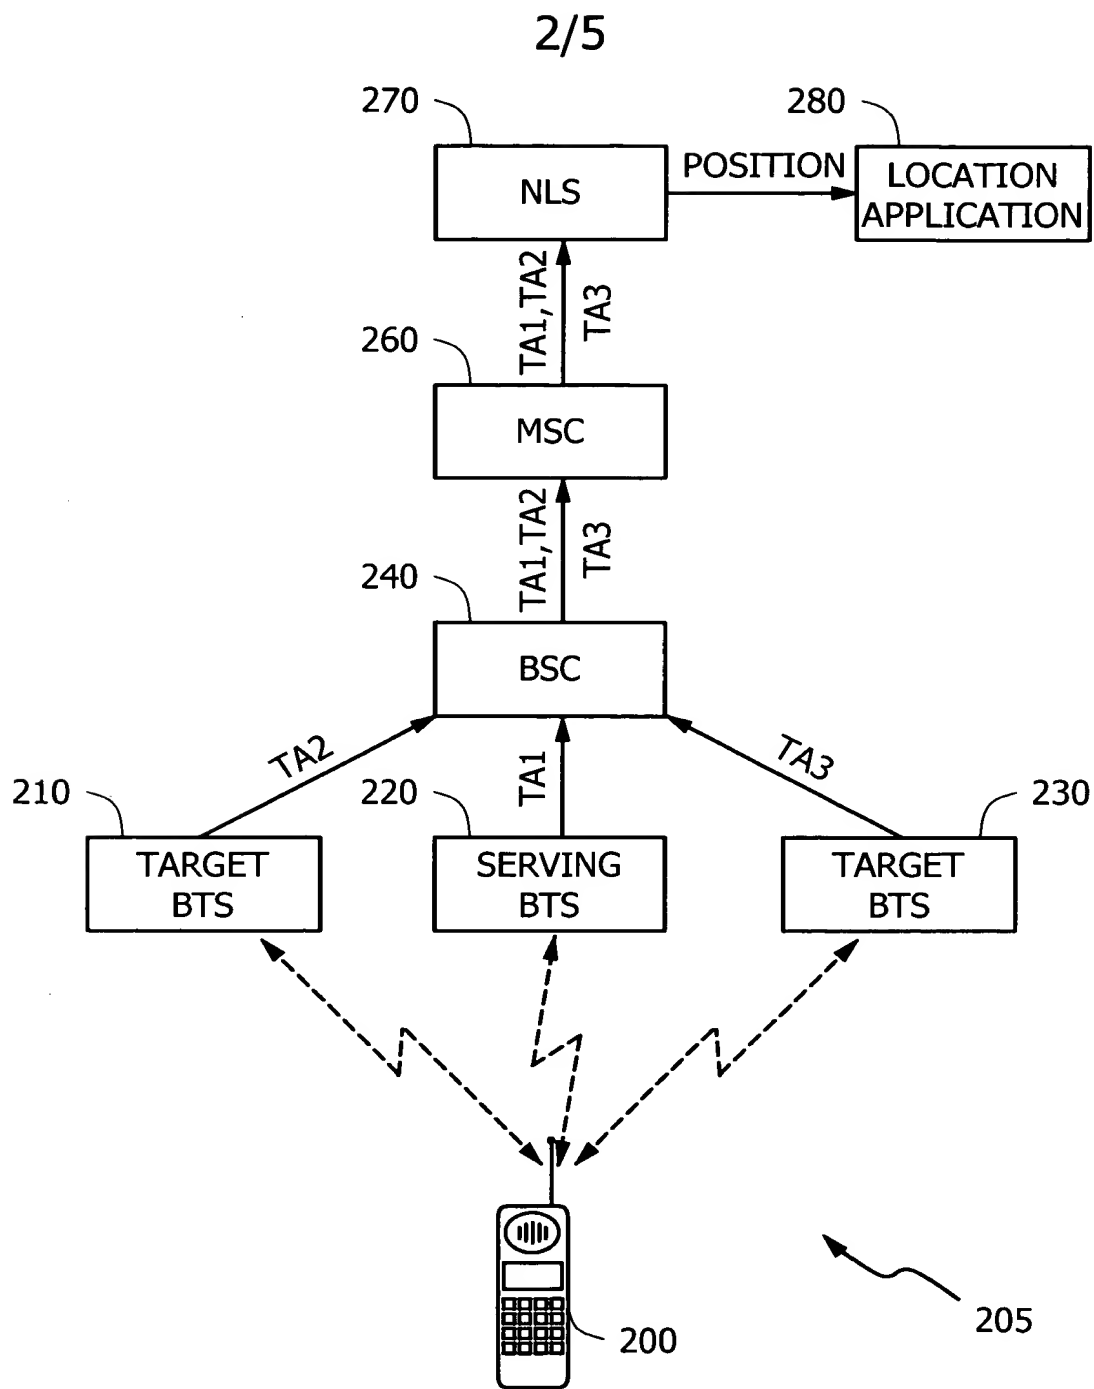 2/5
270
280
NLS
POSITION
LOCATION
APPLICATION
TA1,TA2
TA3
260
MSC
TA1,TA2
TA3
240
BSC
TA2
TA1
TA3
210
220
230
TARGET
BTS
SERVING
BTS
TARGET
BTS
200
205